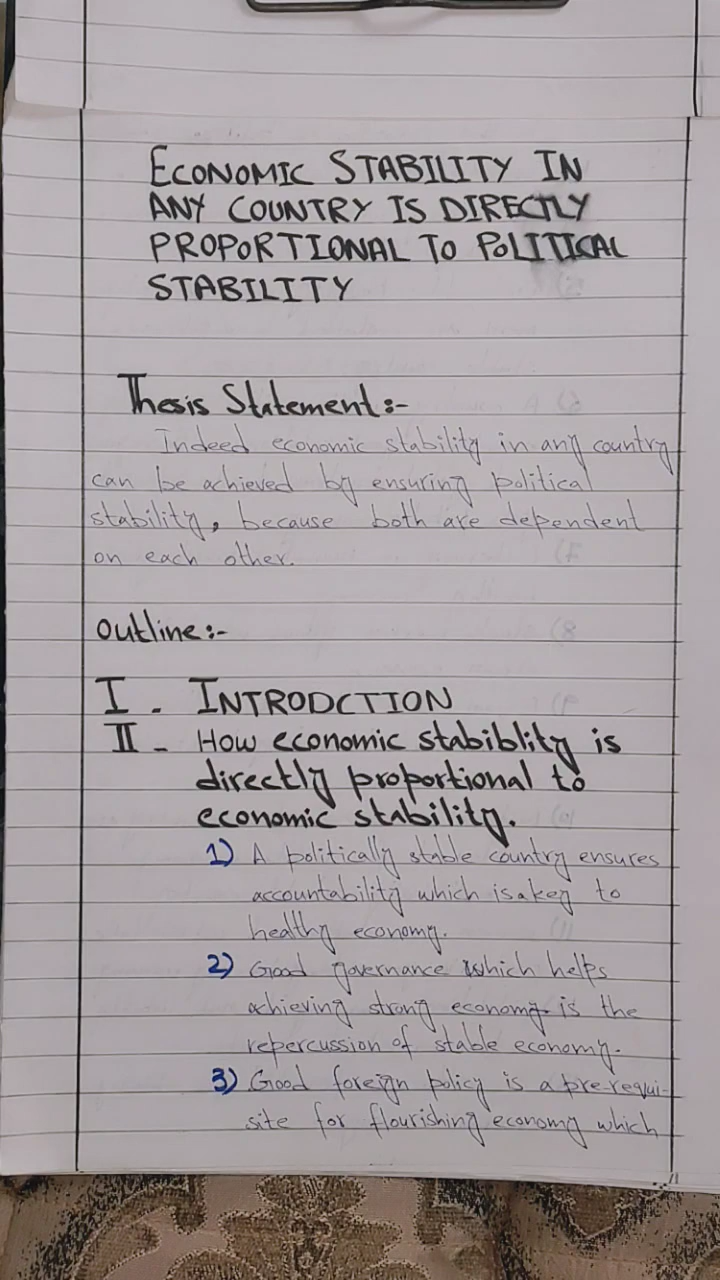 ECONOMIC STABILITY IN
ANY COUNTRY IS DIRECTLY
PROPORTIONAL TO POLITICAL
STABILITY
Thesis Statement:-
Indeed economic stability in any country
can be achieved by ensuring political
stability, because both are dependent
on each other.
Outline:-
I. INTRODCTION
II- How economic stabiblity is
directly proportional to
economic stability.
1) A politically stable country ensures
accountability which is a key to
healthy economy.
2) Good governance which helps
achieving strong economy is the
repercussion of stable economy.
3) Good foreign policy is a pre-requi-
site for flourishing economy which